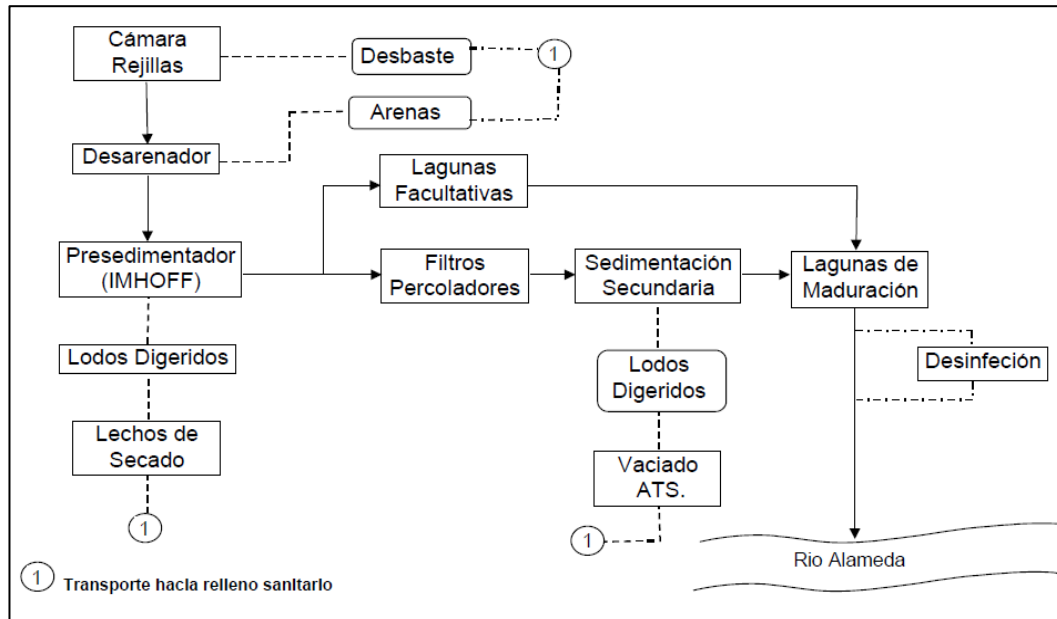 Cámara
Rejillas
Desbaste
1
Arenas
Desarenador
Lagunas
Facultativas
Presedimentador
(IMHOFF)
Filtros
Percoladores
Sedimentación
Secundaria
Lagunas de
Maduración
Lodos Digeridos
Lodos
Digeridos
Desinfeción
Lechos de
Secado
Vaciado
ATS.
1
1
Rio Alameda
1 Transporte hacia relleno sanitario